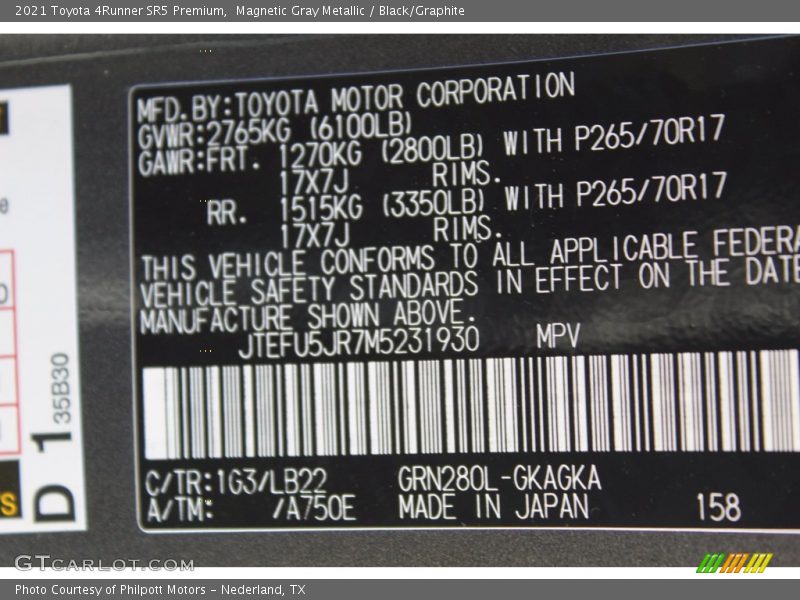 2021 Toyota 4Runner SR5 Premium, Magnetic Gray Metallic / Black/Graphite
MFD.BY:TOYOTA MOTOR CORPORATION
GVWR:2765KG (6100LB)
GAWR:FRT. 1270KG (2800LB) WITH P265/70R17
17X7J RIMS.
RR. 1515KG (3350LB) WITH P265/70R17
17X7J RIMS.
THIS VEHICLE CONFORMS TO ALL APPLICABLE FEDERA
VEHICLE SAFETY STANDARDS IN EFFECT ON THE DATE
MANUFACTURE SHOWN ABOVE.
JTEFU5JR7M5231930 MPV
C/TR:1G3/LB22 GRN280L-GKAGKA
A/TM: /A750E MADE IN JAPAN 158
D 1 35B30
GTCarLot.com
Photo Courtesy of Philpott Motors - Nederland, TX